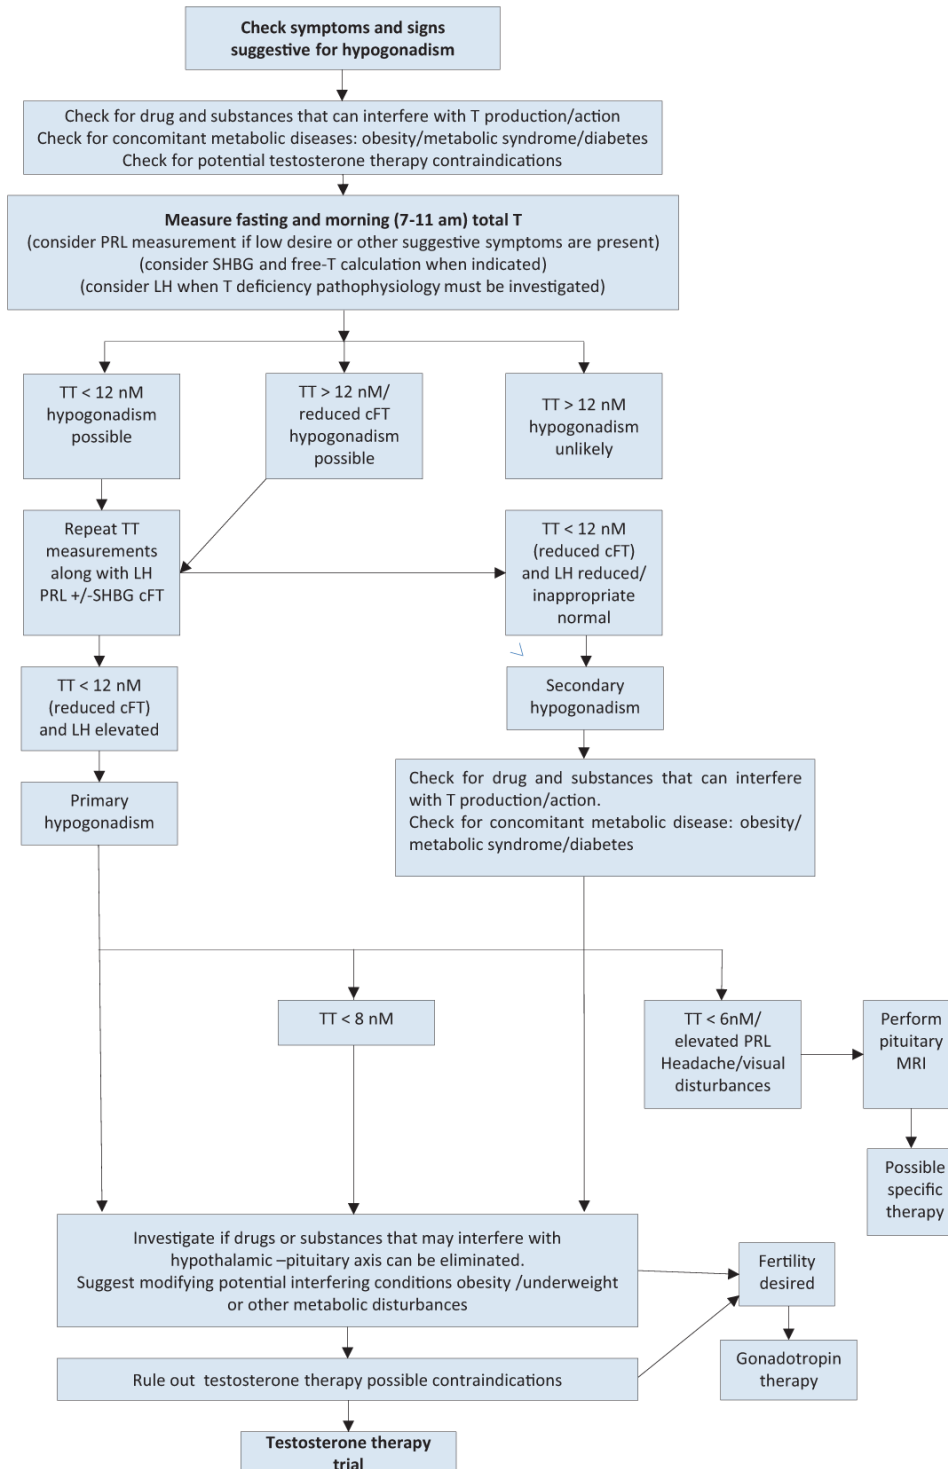 Check symptoms and signs
suggestive for hypogonadism
Check for drug and substances that can interfere with T production/action
Check for concomitant metabolic diseases: obesity/metabolic syndrome/diabetes
Check for potential testosterone therapy contraindications
Measure fasting and morning (7-11 am) total T
(consider PRL measurement if low desire or other suggestive symptoms are present)
(consider SHBG and free-T calculation when indicated)
(consider LH when T deficiency pathophysiology must be investigated)
TT < 12 nM
hypogonadism
possible
TT > 12 nM/
reduced cFT
hypogonadism
possible
TT > 12 nM
hypogonadism
unlikely
Repeat TT
measurements
along with LH
PRL +/-SHBG cFT
TT < 12 nM
(reduced cFT)
and LH reduced/
inappropriate
normal
TT < 12 nM
(reduced cFT)
and LH elevated
Secondary
hypogonadism
Primary
hypogonadism
Check for drug and substances that can interfere
with T production/action.
Check for concomitant metabolic disease: obesity/
metabolic syndrome/diabetes
TT < 8 nM
TT < 6nM/
elevated PRL
Headache/visual
disturbances
Perform
pituitary
MRI
Possible
specific
therapy
Investigate if drugs or substances that may interfere with
hypothalamic –pituitary axis can be eliminated.
Suggest modifying potential interfering conditions obesity /underweight
or other metabolic disturbances
Fertility
desired
Gonadotropin
therapy
Rule out testosterone therapy possible contraindications
Testosterone therapy
trial